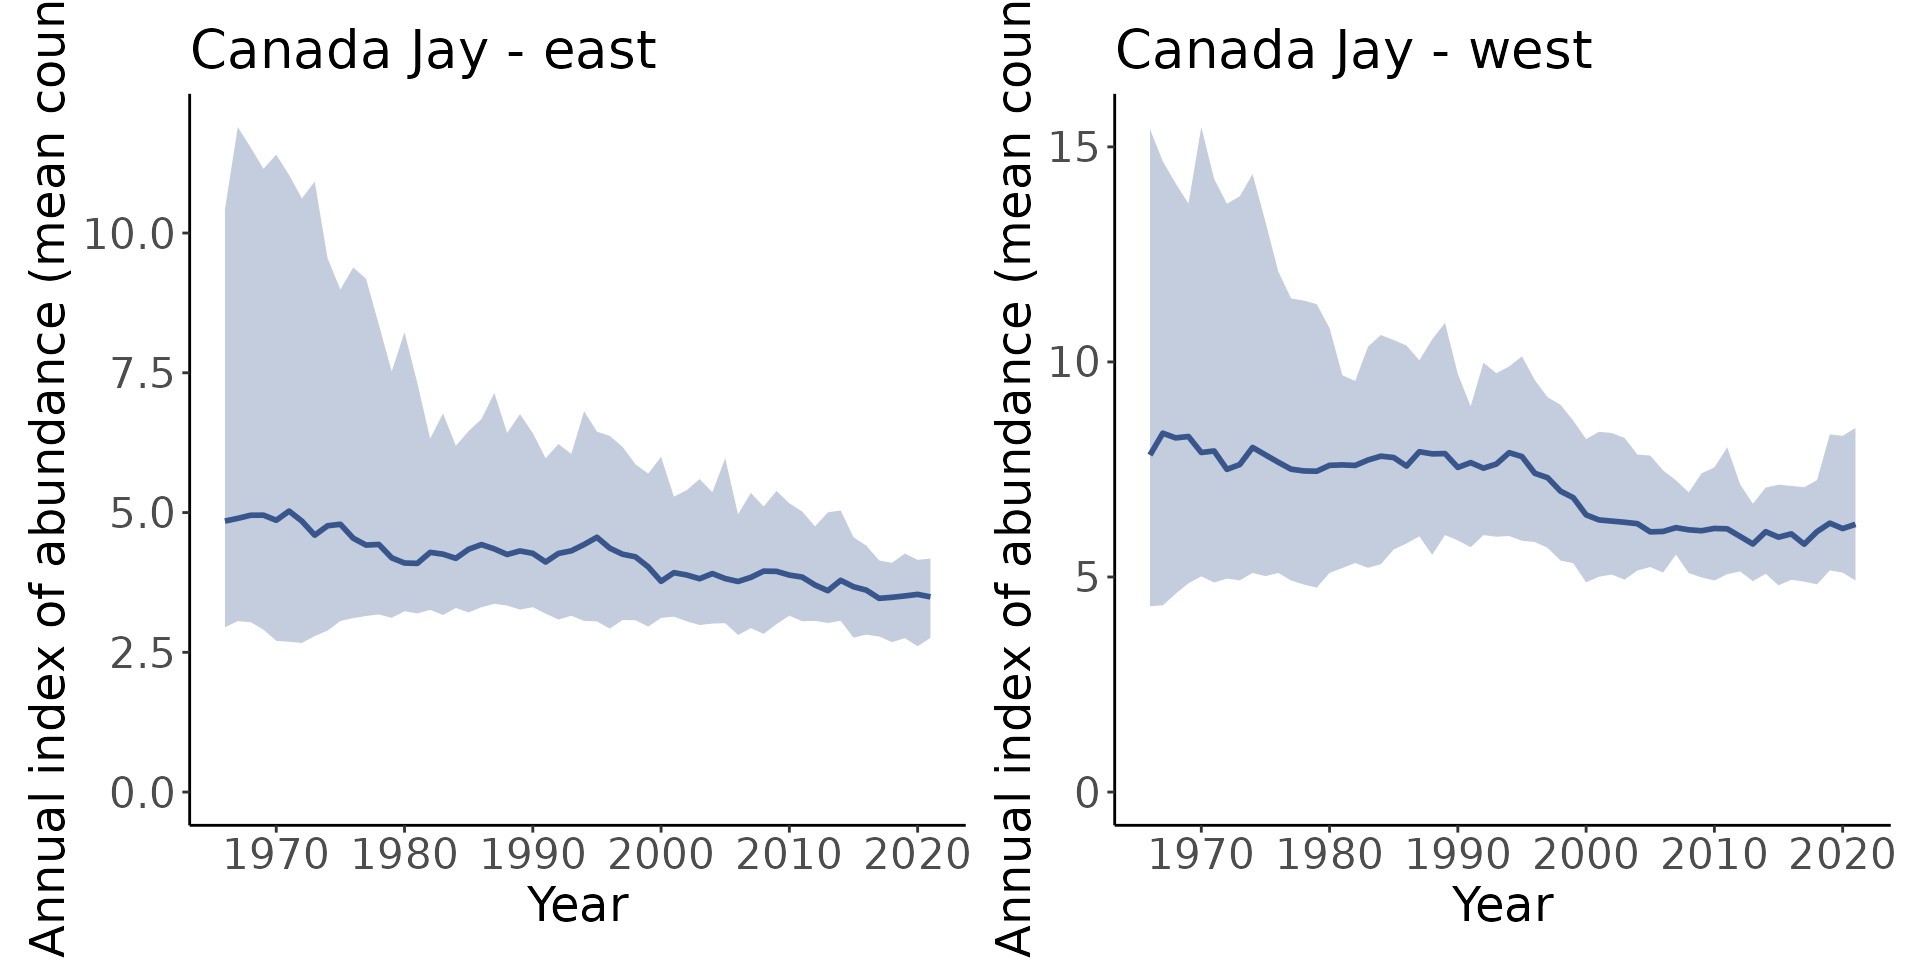 Canada Jay - east
Annual index of abundance (mean coun
10.0
7.5
5.0
2.5
0.0
1970 1980 1990 2000 2010 2020
Year
Canada Jay - west
Annual index of abundance (mean coun
15
10
5
0
1970 1980 1990 2000 2010 2020
Year